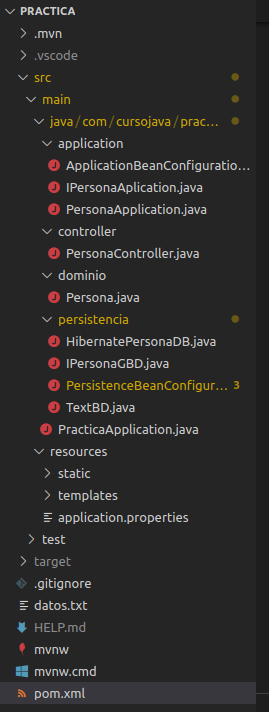 PRACTICA
.mvn
.vscode
src
main
java / com / cursojava / prac...
application
ApplicationBeanConfiguratio...
IPersonaAplication.java
PersonaApplication.java
controller
PersonaController.java
dominio
Persona.java
persistencia
HibernatePersonaDB.java
IPersonaGBD.java
PersistenceBeanConfigur... 3
TextBD.java
PracticaApplication.java
resources
static
templates
application.properties
test
target
.gitignore
datos.txt
HELP.md
mvnw
mvnw.cmd
pom.xml